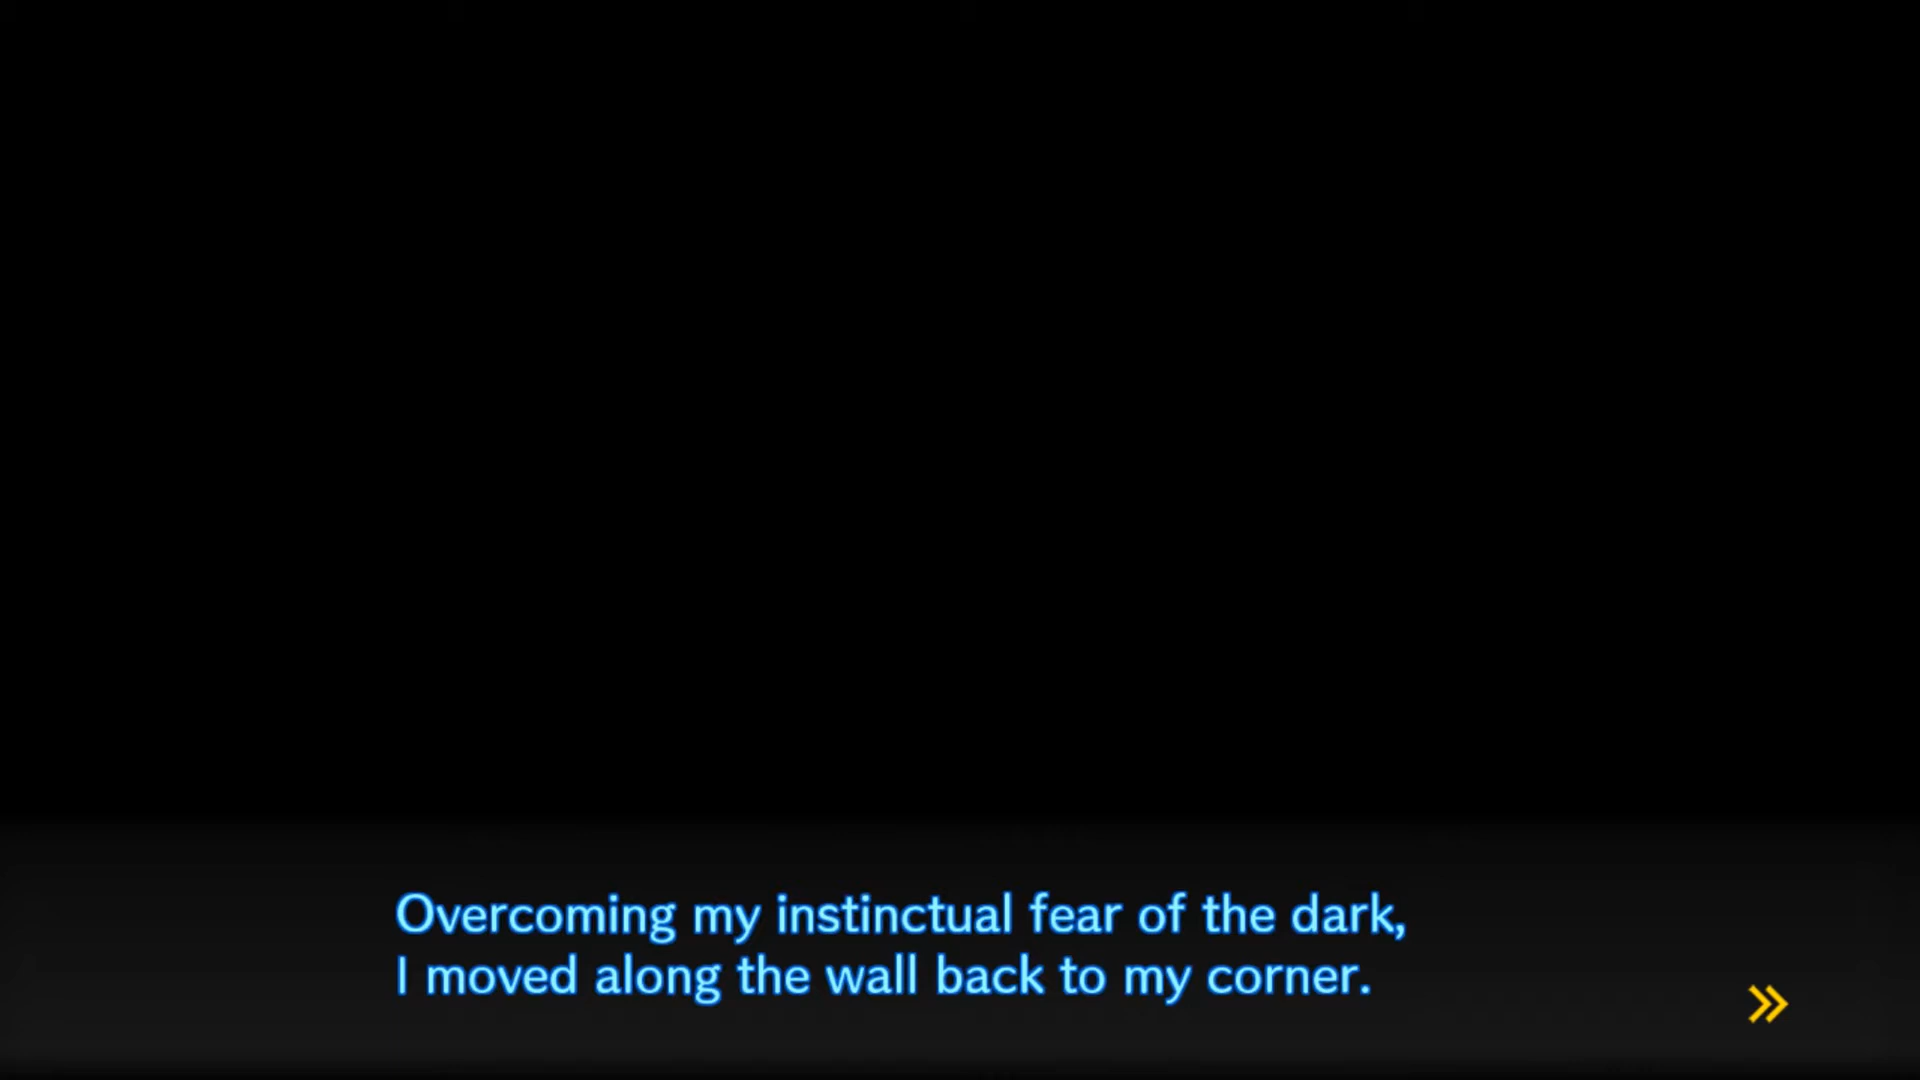 Overcoming my instinctual fear of the dark,
I moved along the wall back to my corner.